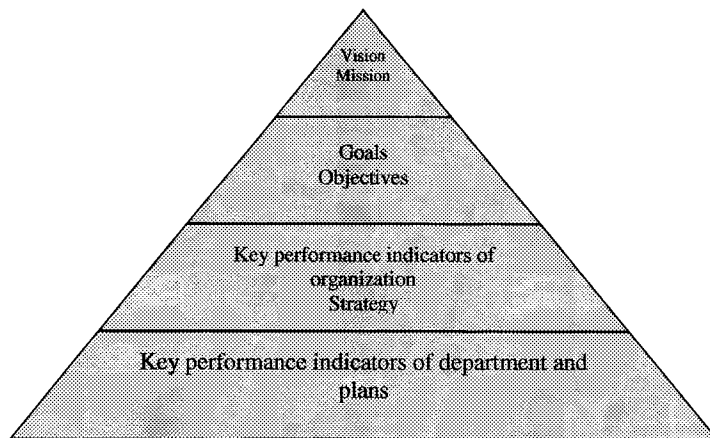 Vision
Mission
Goals
Objectives
Key performance indicators of
organization
Strategy
Key performance indicators of department and
plans